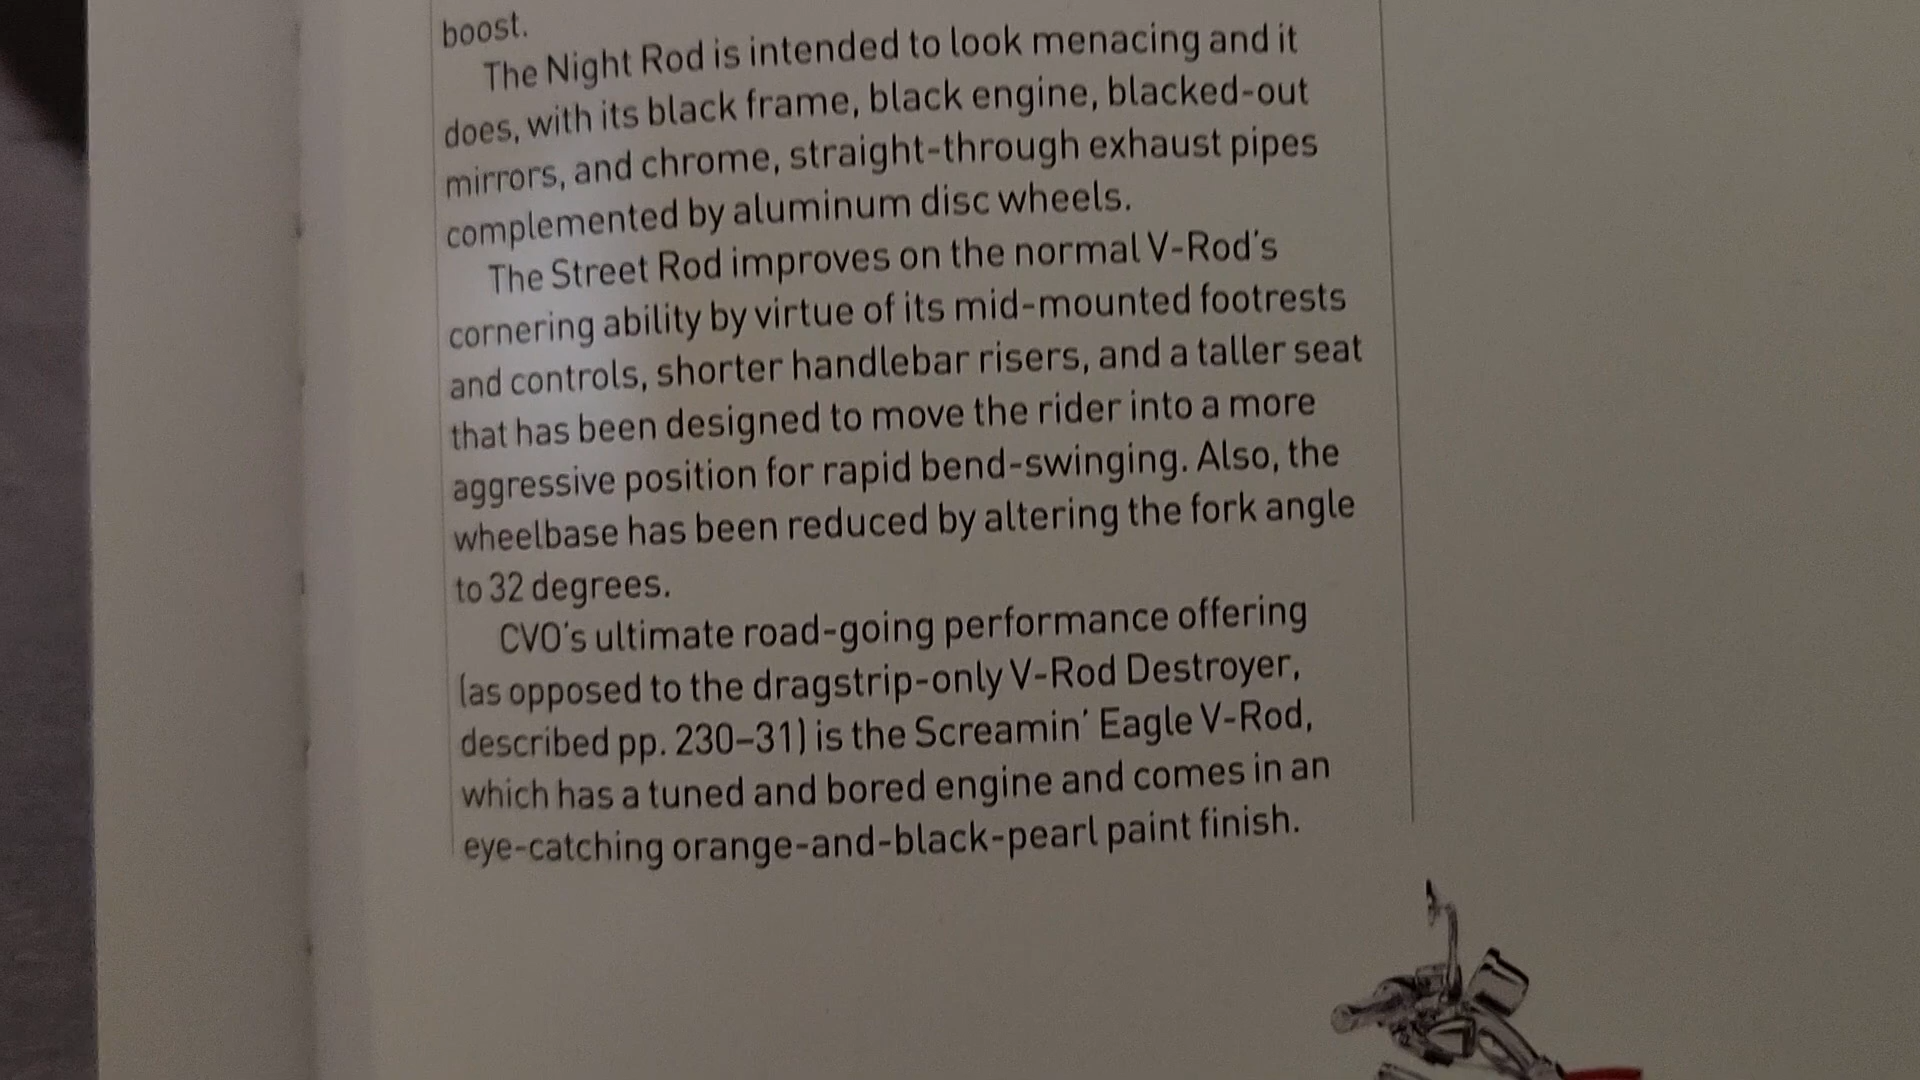 boost.
The Night Rod is intended to look menacing and it
does, with its black frame, black engine, blacked-out
mirrors, and chrome, straight-through exhaust pipes
complemented by aluminum disc wheels.
The Street Rod improves on the normal V-Rod's
cornering ability by virtue of its mid-mounted footrests
and controls, shorter handlebar risers, and a taller seat
that has been designed to move the rider into a more
aggressive position for rapid bend-swinging. Also, the
wheelbase has been reduced by altering the fork angle
to 32 degrees.
CVO's ultimate road-going performance offering
(as opposed to the dragstrip-only V-Rod Destroyer,
described pp. 230–31) is the Screamin' Eagle V-Rod,
which has a tuned and bored engine and comes in an
eye-catching orange-and-black-pearl paint finish.